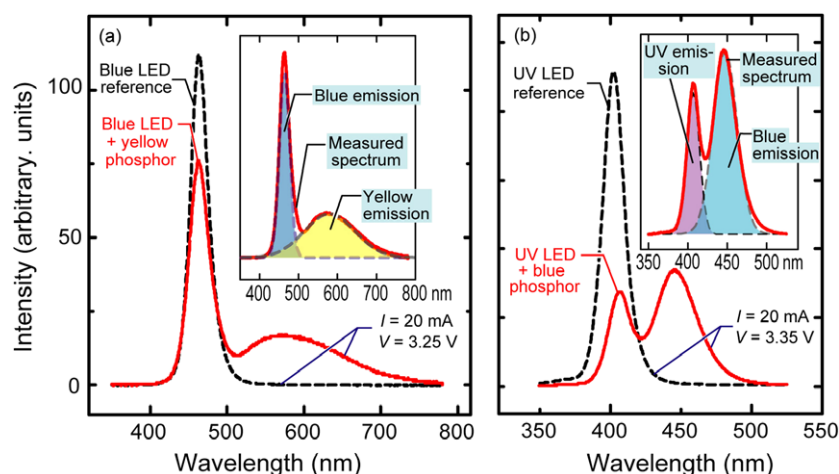 (a)
Blue LED
reference
Blue LED
+ yellow
phosphor
Blue emission
Measured
spectrum
Yellow
emission
400 500 600 700 800 nm
I = 20 mA
V = 3.25 V
100
50
0
Intensity (arbitrary. units)
400 500 600 700 800
Wavelength (nm)
(b)
UV LED
reference
UV emis-
sion
Measured
spectrum
Blue
emission
350 400 450 500 nm
UV LED
+ blue
phosphor
I = 20 mA
V = 3.35 V
350 400 450 500 550
Wavelength (nm)